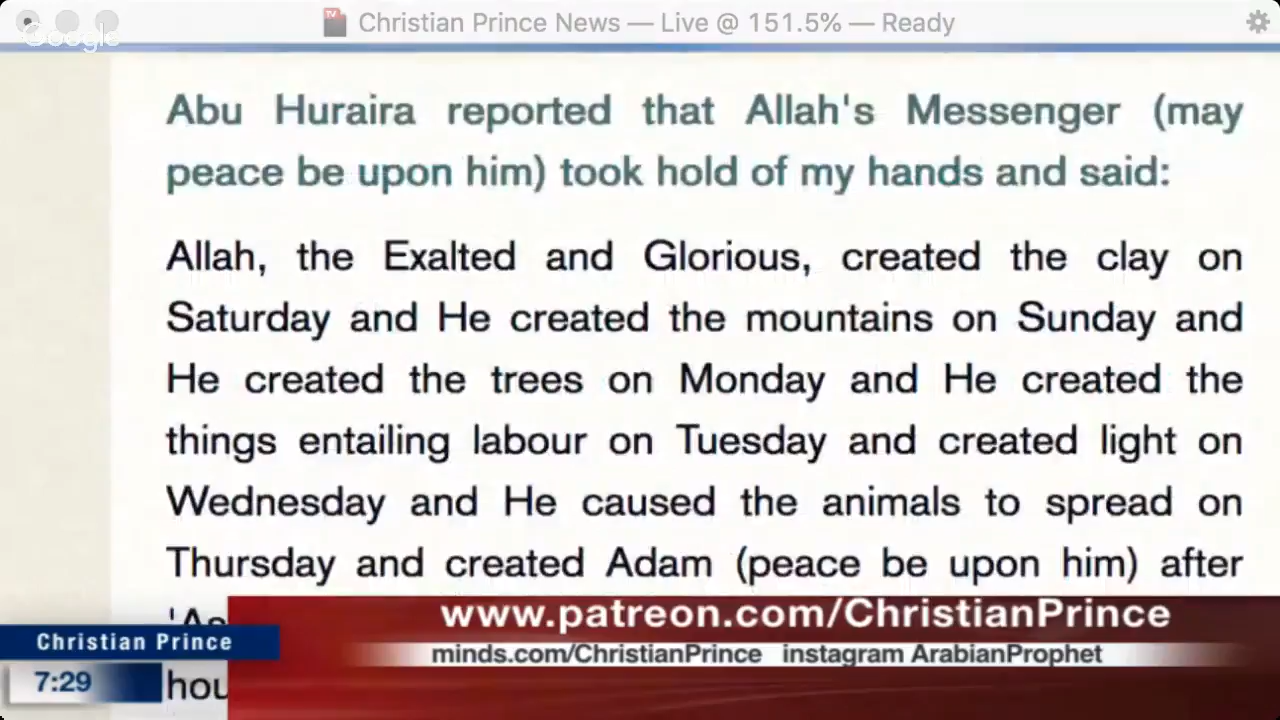 Christian Prince News — Live @ 151.5% — Ready
Google
Abu Huraira reported that Allah's Messenger (may
peace be upon him) took hold of my hands and said:
Allah, the Exalted and Glorious, created the clay on
Saturday and He created the mountains on Sunday and
He created the trees on Monday and He created the
things entailing labour on Tuesday and created light on
Wednesday and He caused the animals to spread on
Thursday and created Adam (peace be upon him) after
www.patreon.com/ChristianPrince
Christian Prince
minds.com/ChristianPrince instagram ArabianProphet
7:29